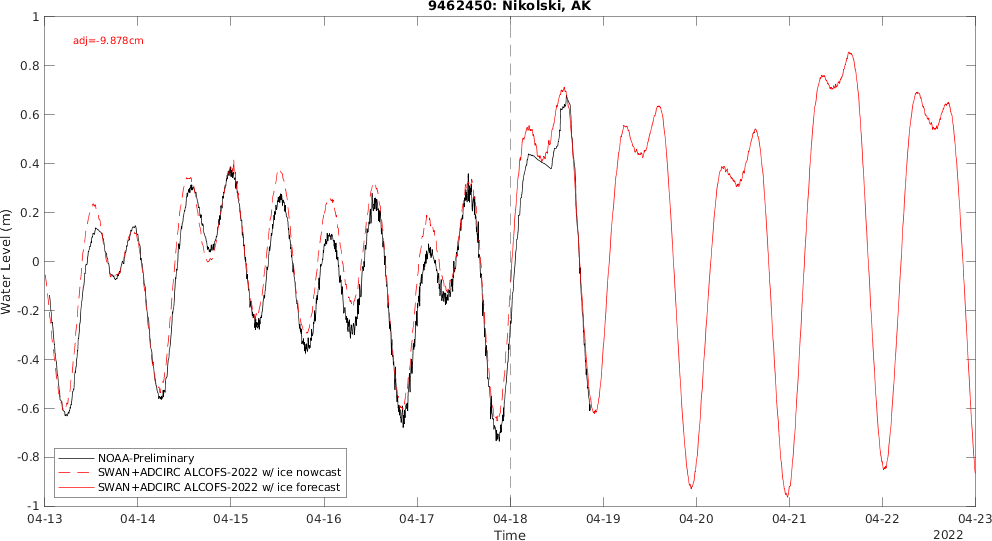 9462450: Nikolski, AK
adj=-9.878cm
Water Level (m)
1
0.8
0.6
0.4
0.2
0
-0.2
-0.4
-0.6
-0.8
-1
NOAA-Preliminary
SWAN+ADCIRC ALCOFS-2022 w/ ice nowcast
SWAN+ADCIRC ALCOFS-2022 w/ ice forecast
04-13 04-14 04-15 04-16 04-17 04-18 04-19 04-20 04-21 04-22 04-23
Time
2022